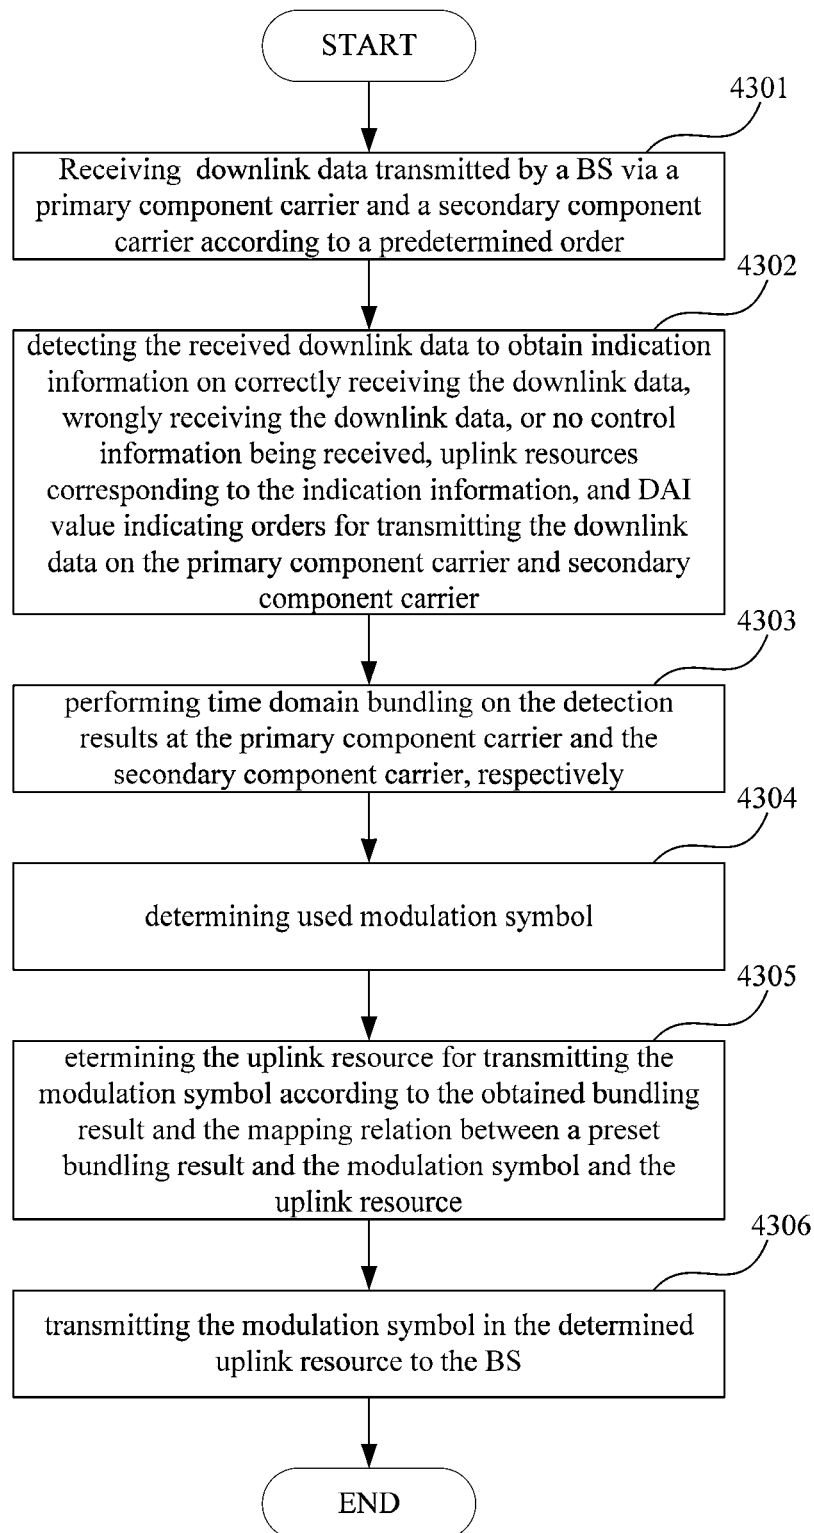 START
4301
Receiving downlink data transmitted by a BS via a
primary component carrier and a secondary component
carrier according to a predetermined order
4302
detecting the received downlink data to obtain indication
information on correctly receiving the downlink data,
wrongly receiving the downlink data, or no control
information being received, uplink resources
corresponding to the indication information, and DAI
value indicating orders for transmitting the downlink
data on the primary component carrier and secondary
component carrier
4303
performing time domain bundling on the detection
results at the primary component carrier and the
secondary component carrier, respectively
4304
determining used modulation symbol
4305
etermining the uplink resource for transmitting the
modulation symbol according to the obtained bundling
result and the mapping relation between a preset
bundling result and the modulation symbol and the
uplink resource
4306
transmitting the modulation symbol in the determined
uplink resource to the BS
END